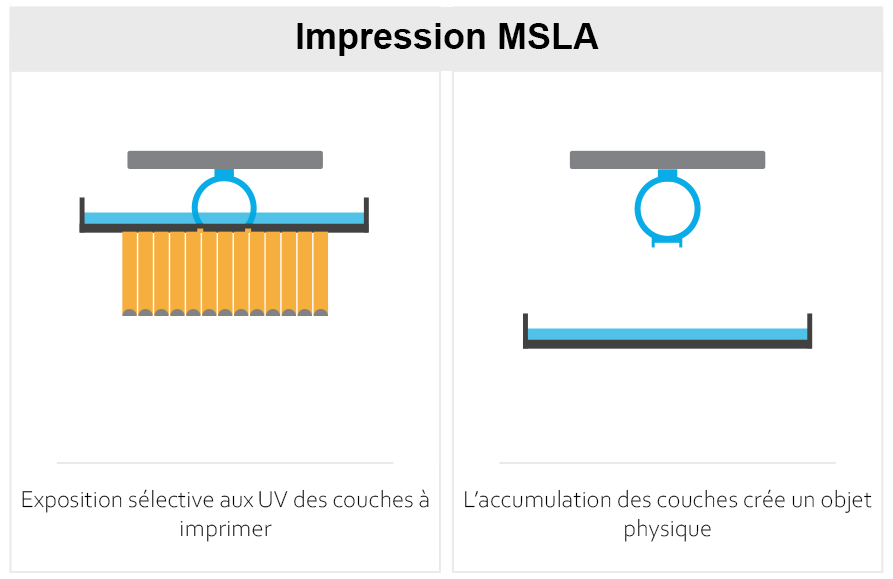 Impression MSLA
Exposition sélective aux UV des couches à
imprimer
L’accumulation des couches crée un objet
physique